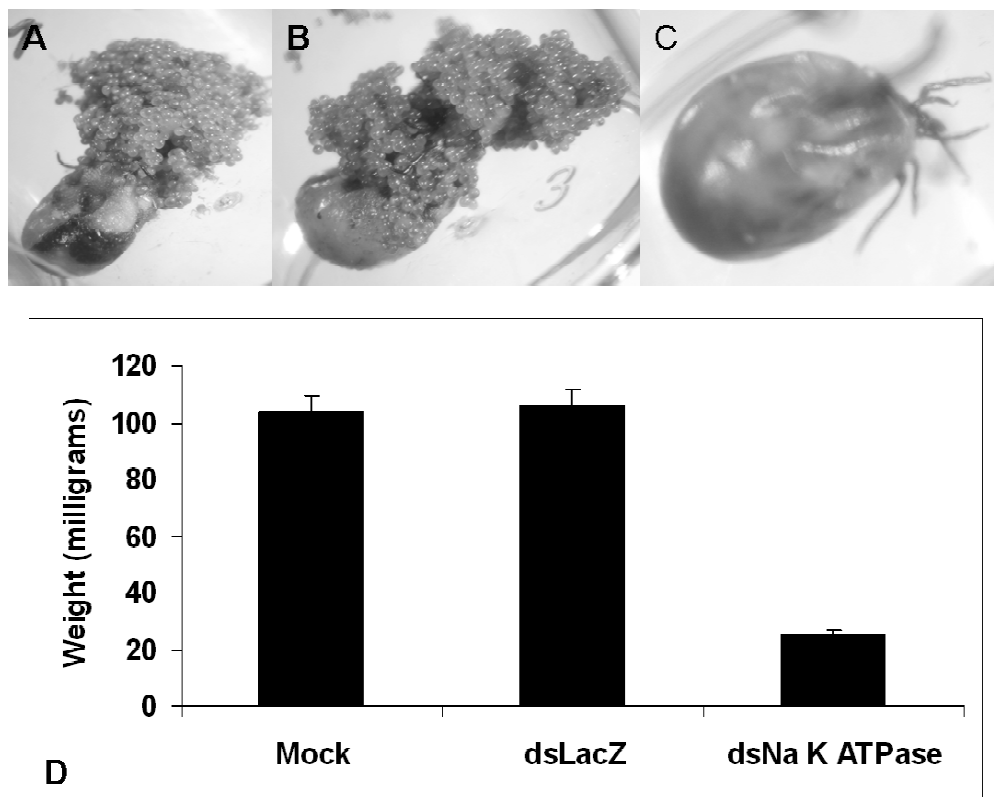 A
B
C
3
120
100
80
60
40
20
0
Weight (milligrams)
Mock
dsLacZ
dsNa K ATPase
D